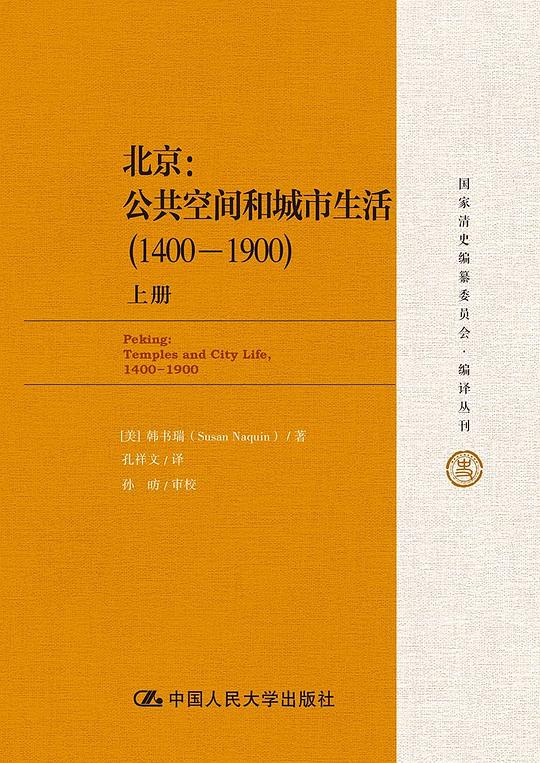 北京:
公共空间和城市生活
(1400—1900)
上册
Peking:
Temples and City Life,
1400-1900
[美] 韩书瑞（Susan Naquin）/ 著
孔祥文 / 译
孙　昉 / 审校
中国人民大学出版社
国家清史编纂委员会·编译丛刊
史